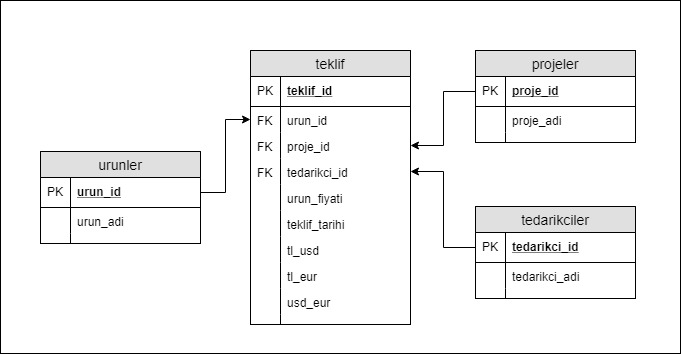 teklif
PK teklif_id
FK urun_id
FK proje_id
FK tedarikci_id
urun_fiyati
teklif_tarihi
tl_usd
tl_eur
usd_eur
projeler
PK proje_id
proje_adi
urunler
PK urun_id
urun_adi
tedarikciler
PK tedarikci_id
tedarikci_adi